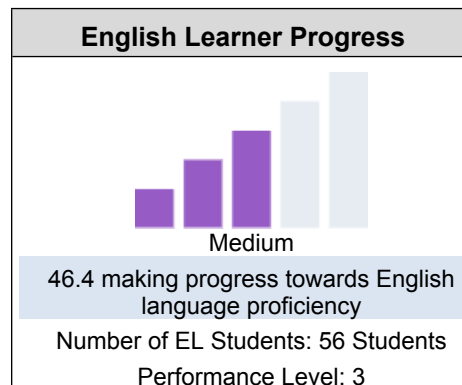 English Learner Progress
Medium
46.4 making progress towards English
language proficiency
Number of EL Students: 56 Students
Performance Level: 3